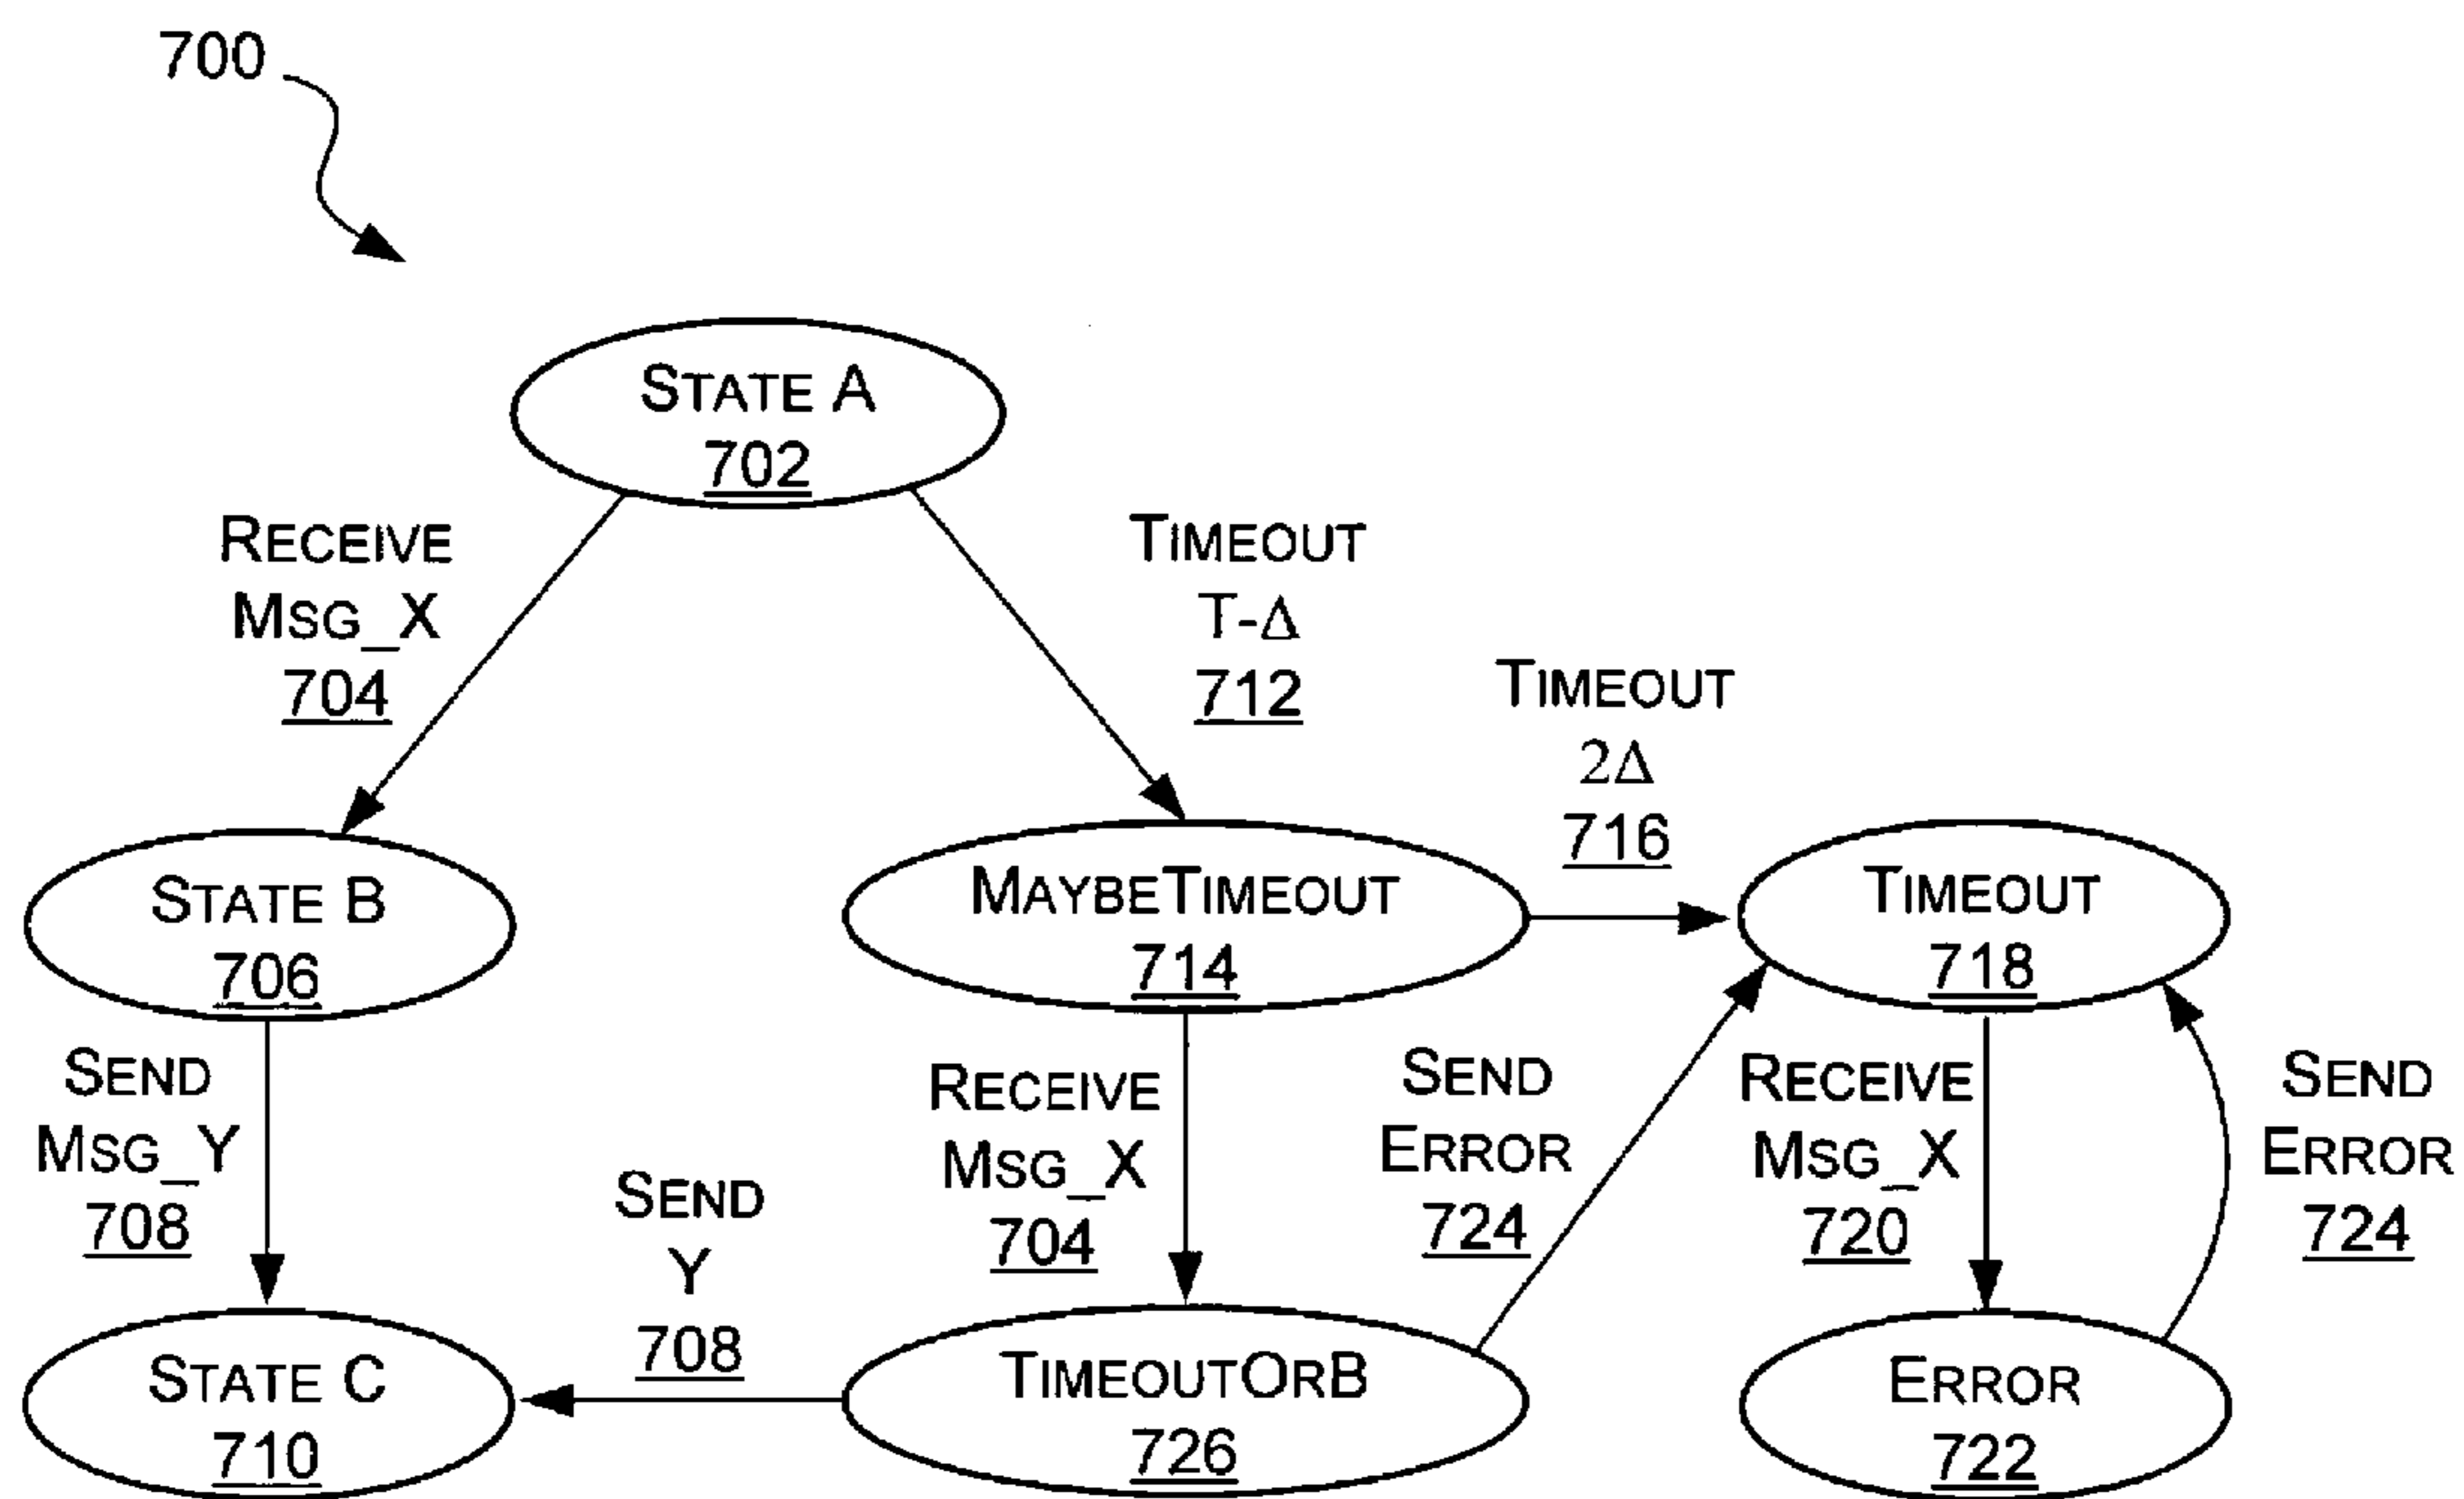 700
STATE A
702
RECEIVE
MSG_X
704
TIMEOUT
T-Δ
712
TIMEOUT
2Δ
716
STATE B
706
MAYBETIMEOUT
714
TIMEOUT
718
SEND
MSG_Y
708
SEND
Y
708
RECEIVE
MSG_X
704
SEND
ERROR
724
RECEIVE
MSG_X
720
SEND
ERROR
724
STATE C
710
TIMEOUTORB
726
ERROR
722